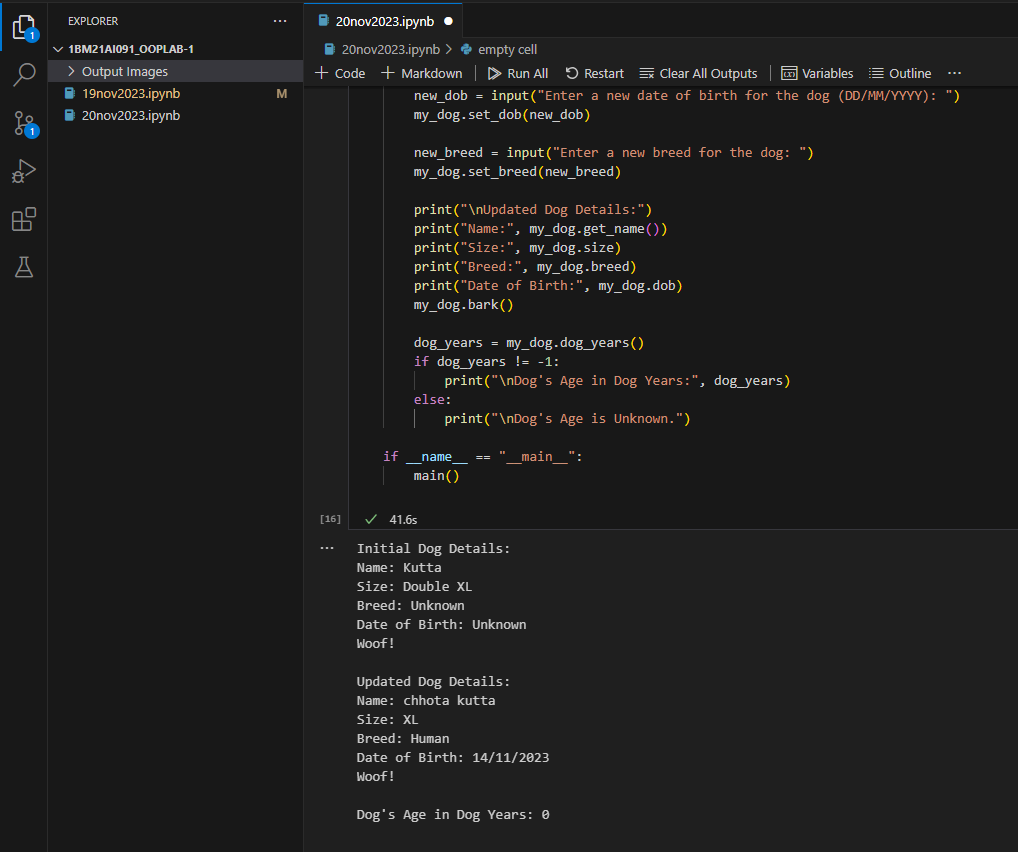 EXPLORER ...
1BM21AI091_OOPLAB-1
Output Images
19nov2023.ipynb M
20nov2023.ipynb
1
1
20nov2023.ipynb
20nov2023.ipynb > empty cell
+ Code + Markdown | Run All Restart Clear All Outputs | Variables Outline ...
new_dob = input("Enter a new date of birth for the dog (DD/MM/YYYY): ")
my_dog.set_dob(new_dob)
new_breed = input("Enter a new breed for the dog: ")
my_dog.set_breed(new_breed)
print("\nUpdated Dog Details:")
print("Name:", my_dog.get_name())
print("Size:", my_dog.size)
print("Breed:", my_dog.breed)
print("Date of Birth:", my_dog.dob)
my_dog.bark()
dog_years = my_dog.dog_years()
if dog_years != -1:
print("\nDog's Age in Dog Years:", dog_years)
else:
print("\nDog's Age is Unknown.")
if __name__ == "__main__":
main()
[16] 41.6s
... Initial Dog Details:
Name: Kutta
Size: Double XL
Breed: Unknown
Date of Birth: Unknown
Woof!
Updated Dog Details:
Name: chhota kutta
Size: XL
Breed: Human
Date of Birth: 14/11/2023
Woof!
Dog's Age in Dog Years: 0